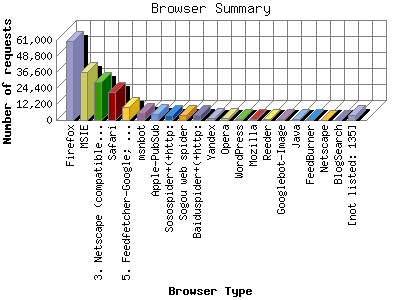 Browser Summary
Number of requests
61,000
48,800
36,600
24,400
12,200
0
Firefox
MSIE
3. Netscape (compatible...
Safari
5. Feedfetcher-Google; ...
msnbot
Apple-PubSub
Sosospider+(+http:
Sogou web spider
Baiduspider+(+http:
Yandex
Opera
WordPress
Mozilla
Reeder
Googlebot-Image
Java
FeedBurner
Netscape
BlogSearch
[not listed: 135]
Browser Type